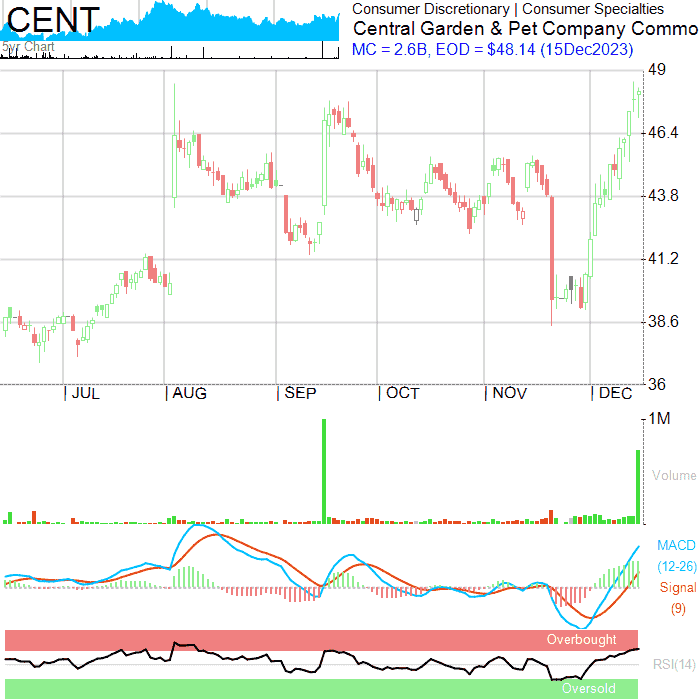 CENT
5yr Chart
Consumer Discretionary | Consumer Specialties
Central Garden & Pet Company Commo
MC = 2.6B, EOD = $48.14 (15Dec2023)
49
46.4
43.8
41.2
38.6
36
JUL
AUG
SEP
OCT
NOV
DEC
1M
Volume
MACD
(12-26)
Signal
(9)
Overbought
RSI(14)
Oversold